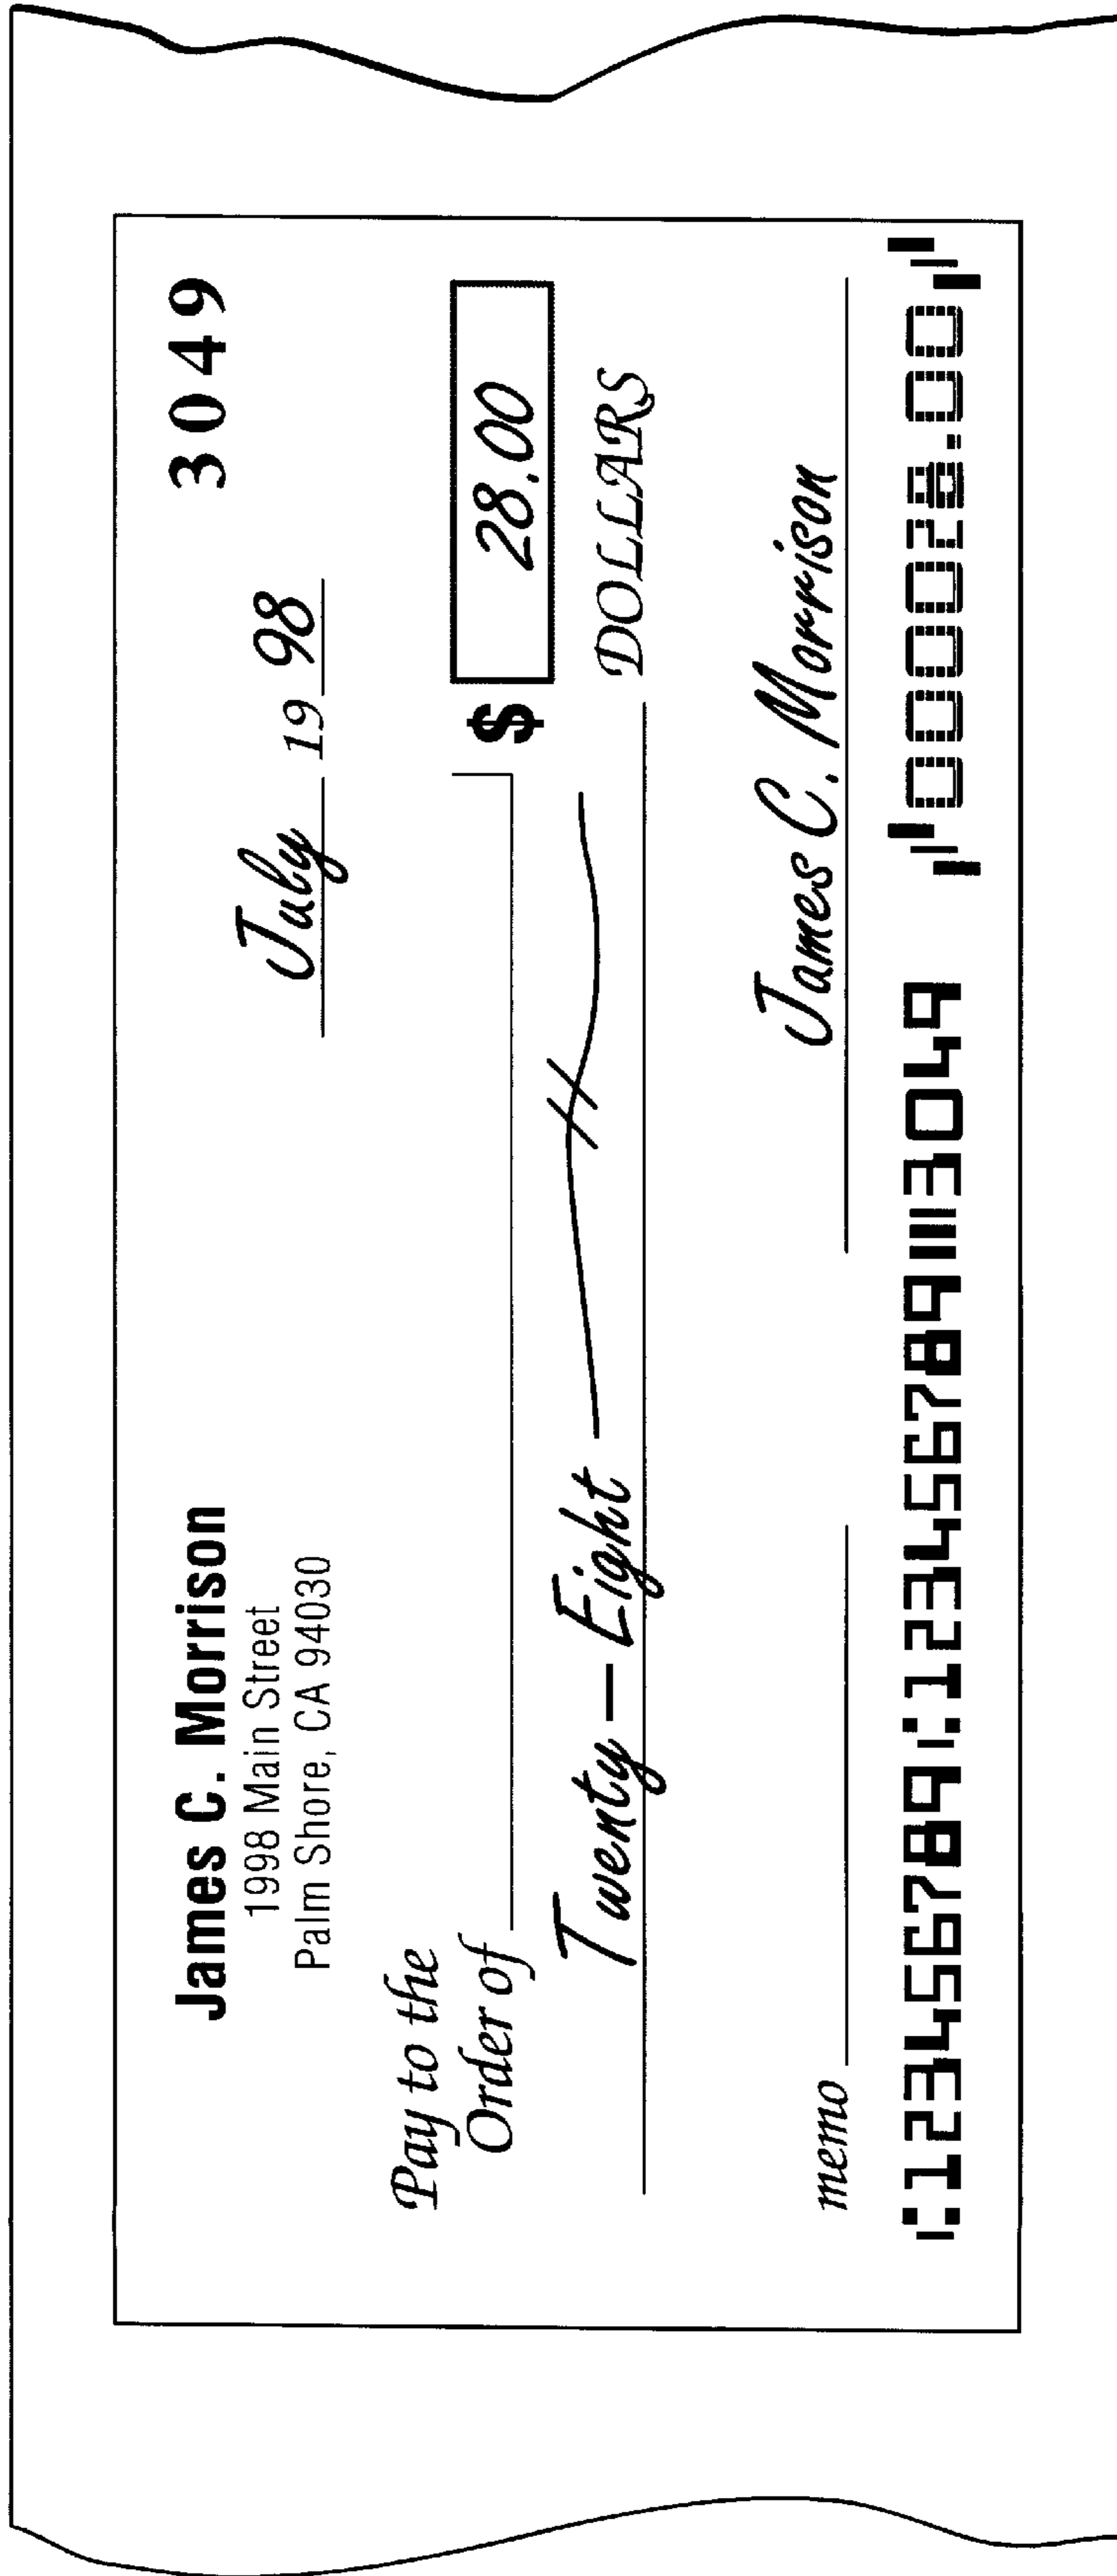 3049
James C. Morrison
1998 Main Street
Palm Shore, CA 94030
July 19 98
Pay to the
Order of
$ 28.00
Twenty-Eight DOLLARS
memo
James C. Morrison
⑆123456789⑆123456789⑈3049 ⑇000028.00⑇